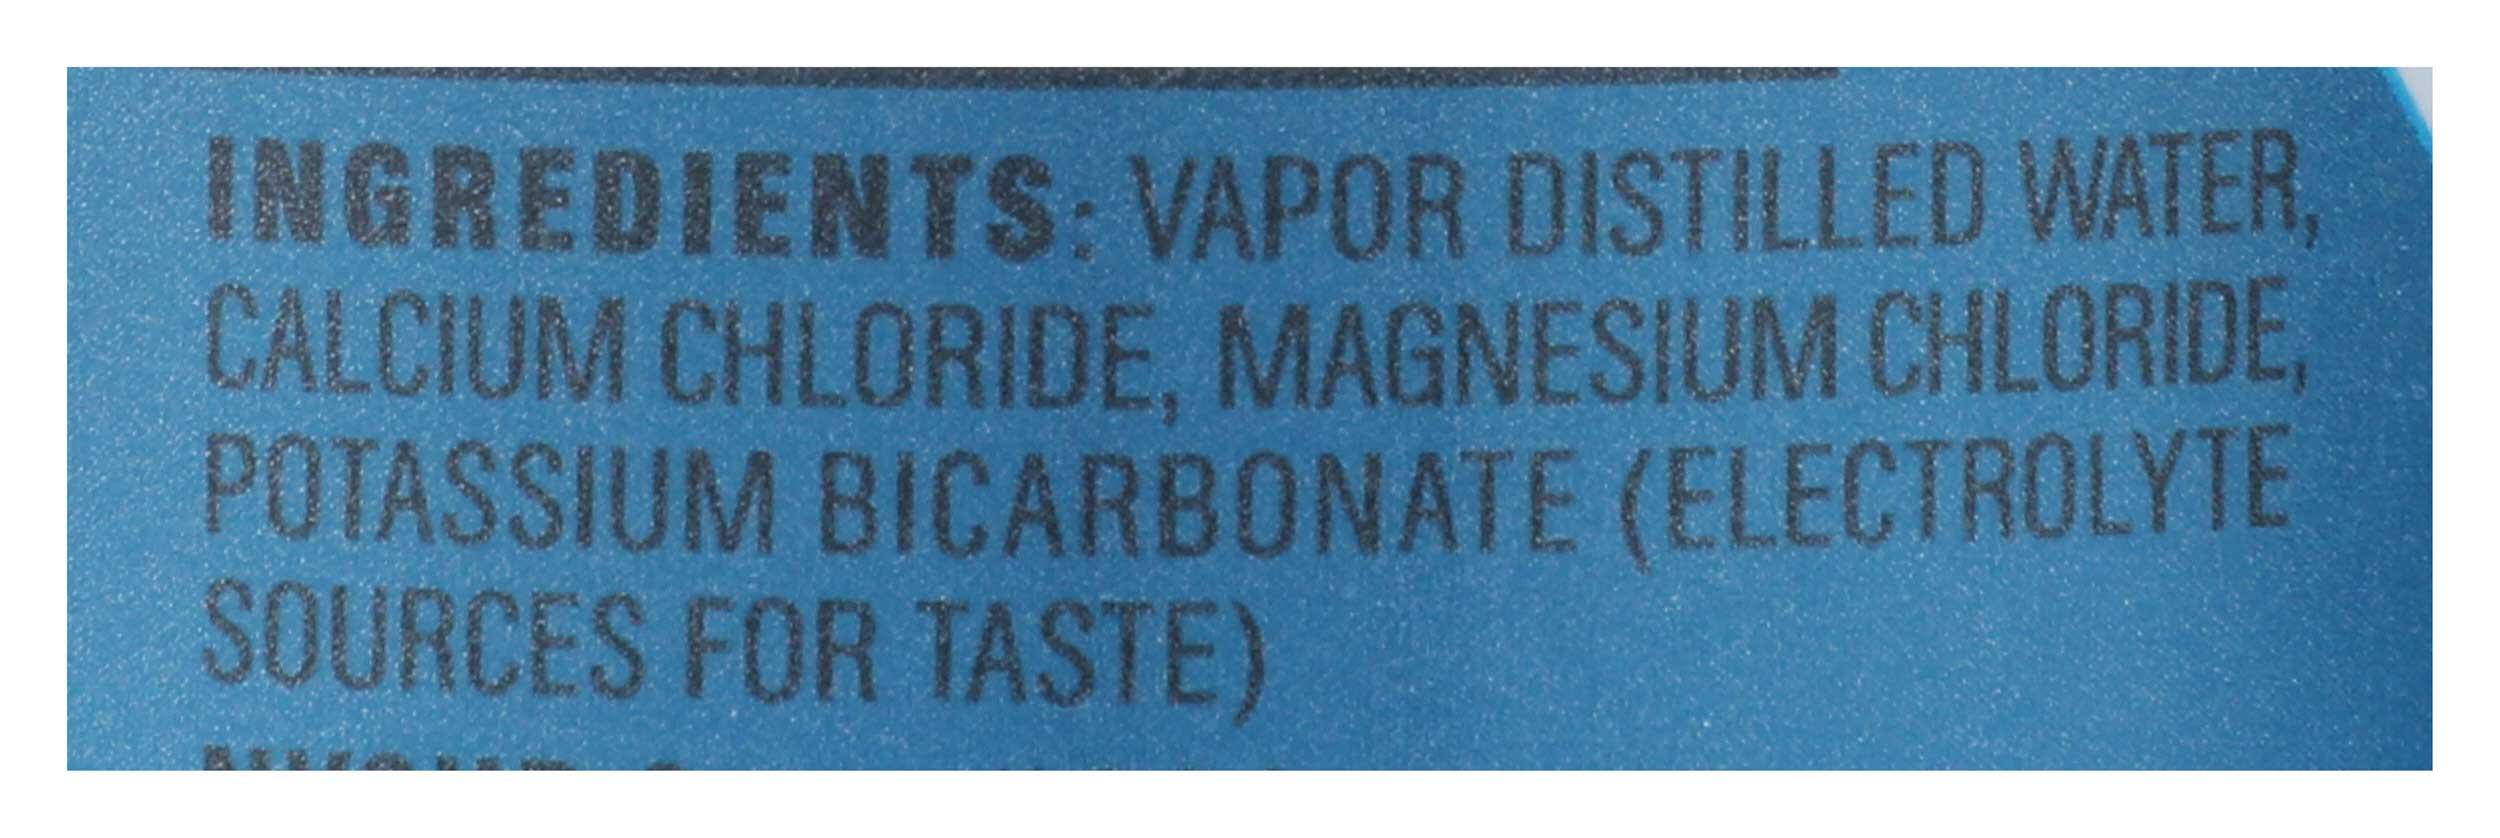 INGREDIENTS: VAPOR DISTILLED WATER,
CALCIUM CHLORIDE, MAGNESIUM CHLORIDE,
POTASSIUM BICARBONATE (ELECTROLYTE
SOURCES FOR TASTE)